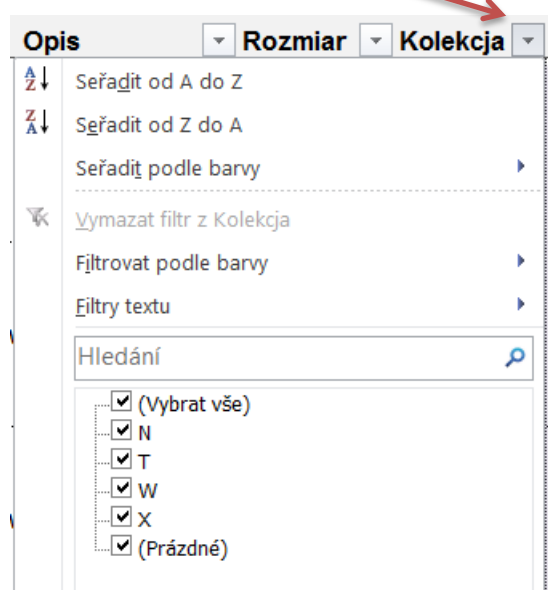 Opis Rozmiar Kolekcja
Seřadit od A do Z
Seřadit od Z do A
Seřadit podle barvy
Vymazat filtr z Kolekcja
Filtrovat podle barvy
Filtry textu
Hledání
(Vybrat vše)
N
T
W
X
(Prázdné)